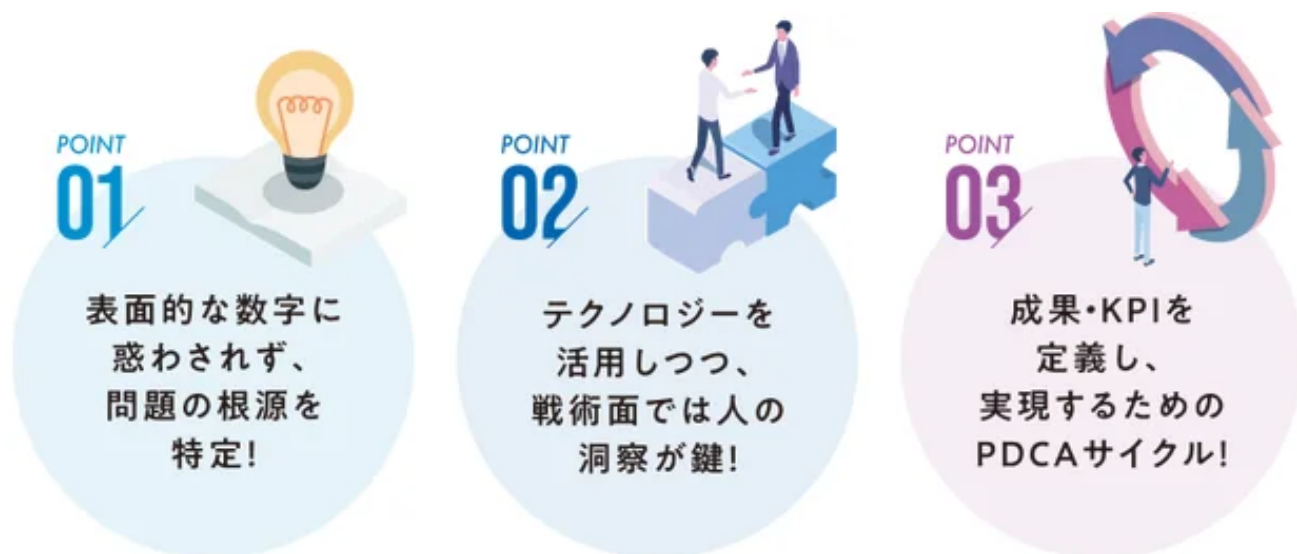 POINT
01
表面的な数字に
惑わされず、
問題の根源を
特定!
POINT
02
テクノロジーを
活用しつつ、
戦術面では人の
洞察が鍵!
POINT
03
成果・KPIを
定義し、
実現するための
PDCAサイクル!